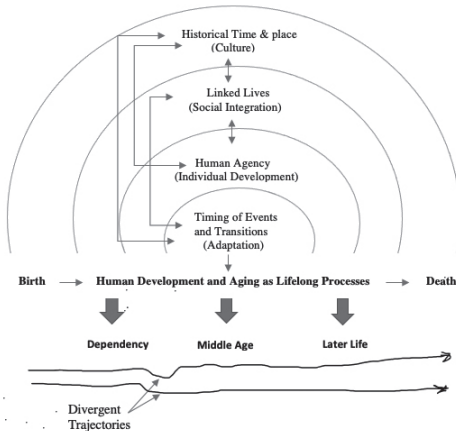 Historical Time & place
(Culture)
Linked Lives
(Social Integration)
Human Agency
(Individual Development)
Timing of Events
and Transitions
(Adaptation)
Birth Human Development and Aging as Lifelong Processes Death
Dependency Middle Age Later Life
Divergent
Trajectories